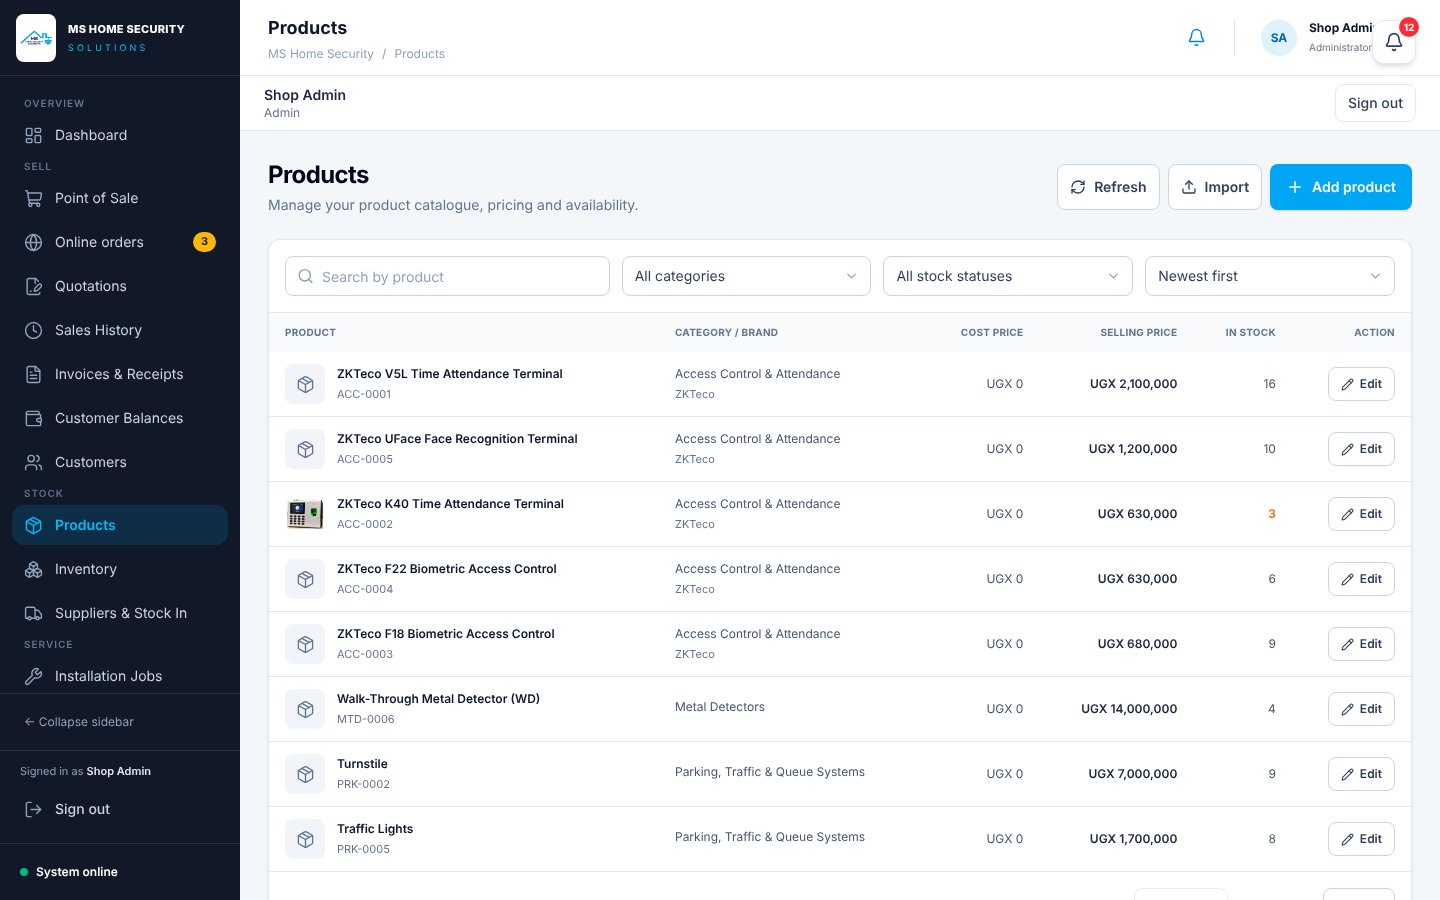 MS HOME SECURITY
SOLUTIONS
OVERVIEW
Dashboard
SELL
Point of Sale
Online orders 3
Quotations
Sales History
Invoices & Receipts
Customer Balances
Customers
STOCK
Products
Inventory
Suppliers & Stock In
SERVICE
Installation Jobs
← Collapse sidebar
Signed in as Shop Admin
Sign out
System online
Products
MS Home Security / Products
SA
Shop Admi
Administrator
12
Shop Admin
Admin
Sign out
Products
Manage your product catalogue, pricing and availability.
Refresh
Import
Add product
Search by product
All categories
All stock statuses
Newest first
PRODUCT CATEGORY / BRAND COST PRICE SELLING PRICE IN STOCK ACTION
ZKTeco V5L Time Attendance Terminal
ACC-0001
Access Control & Attendance
ZKTeco
UGX 0 UGX 2,100,000 16 Edit
ZKTeco UFace Face Recognition Terminal
ACC-0005
Access Control & Attendance
ZKTeco
UGX 0 UGX 1,200,000 10 Edit
ZKTeco K40 Time Attendance Terminal
ACC-0002
Access Control & Attendance
ZKTeco
UGX 0 UGX 630,000 3 Edit
ZKTeco F22 Biometric Access Control
ACC-0004
Access Control & Attendance
ZKTeco
UGX 0 UGX 630,000 6 Edit
ZKTeco F18 Biometric Access Control
ACC-0003
Access Control & Attendance
ZKTeco
UGX 0 UGX 680,000 9 Edit
Walk-Through Metal Detector (WD)
MTD-0006
Metal Detectors
UGX 0 UGX 14,000,000 4 Edit
Turnstile
PRK-0002
Parking, Traffic & Queue Systems
UGX 0 UGX 7,000,000 9 Edit
Traffic Lights
PRK-0005
Parking, Traffic & Queue Systems
UGX 0 UGX 1,700,000 8 Edit